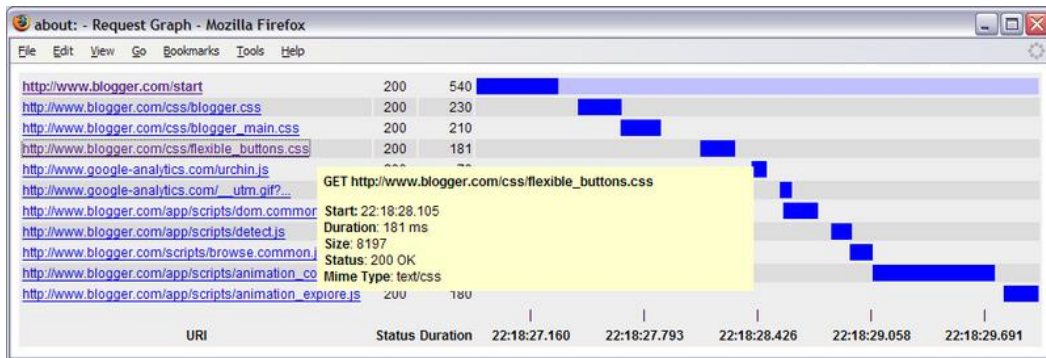 about: - Request Graph - Mozilla Firefox
File Edit View Go Bookmarks Tools Help
http://www.blogger.com/start 200 540
http://www.blogger.com/css/blogger.css 200 230
http://www.blogger.com/css/blogger_main.css 200 210
http://www.blogger.com/css/flexible_buttons.css 200 181
http://www.google-analytics.com/urchin.js
http://www.google-analytics.com/__utm.gif?...
http://www.blogger.com/app/scripts/dom.common
http://www.blogger.com/app/scripts/detect.js
http://www.blogger.com/scripts/browse.common.j
http://www.blogger.com/app/scripts/animation_co
http://www.blogger.com/app/scripts/animation_explore.js 200 180
GET http://www.blogger.com/css/flexible_buttons.css
Start: 22:18:28.105
Duration: 181 ms
Size: 8197
Status: 200 OK
Mime Type: text/css
URI Status Duration 22:18:27.160 22:18:27.793 22:18:28.426 22:18:29.058 22:18:29.691